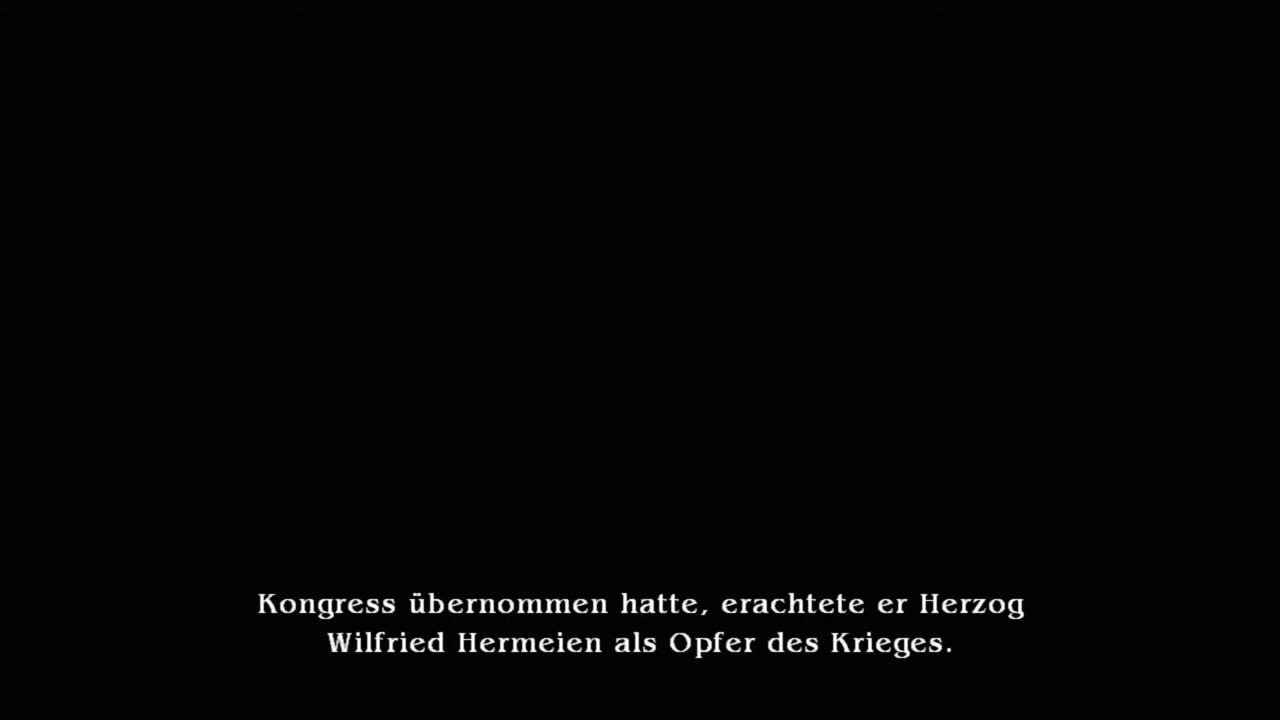 Kongress übernommen hatte, erachtete er Herzog
Wilfried Hermeien als Opfer des Krieges.